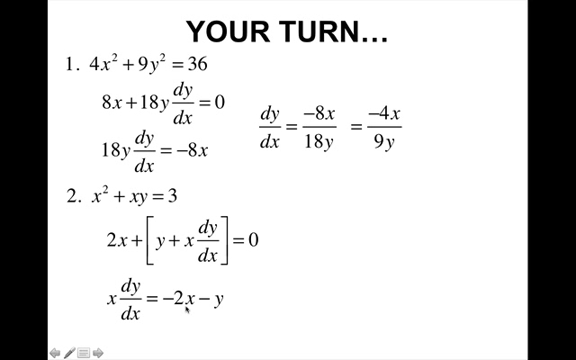 YOUR TURN…
1. 4x² + 9y² = 36
8x + 18y dy/dx = 0
18y dy/dx = −8x
dy/dx = −8x/18y = −4x/9y
2. x² + xy = 3
2x + [y + x dy/dx] = 0
x dy/dx = −2x − y